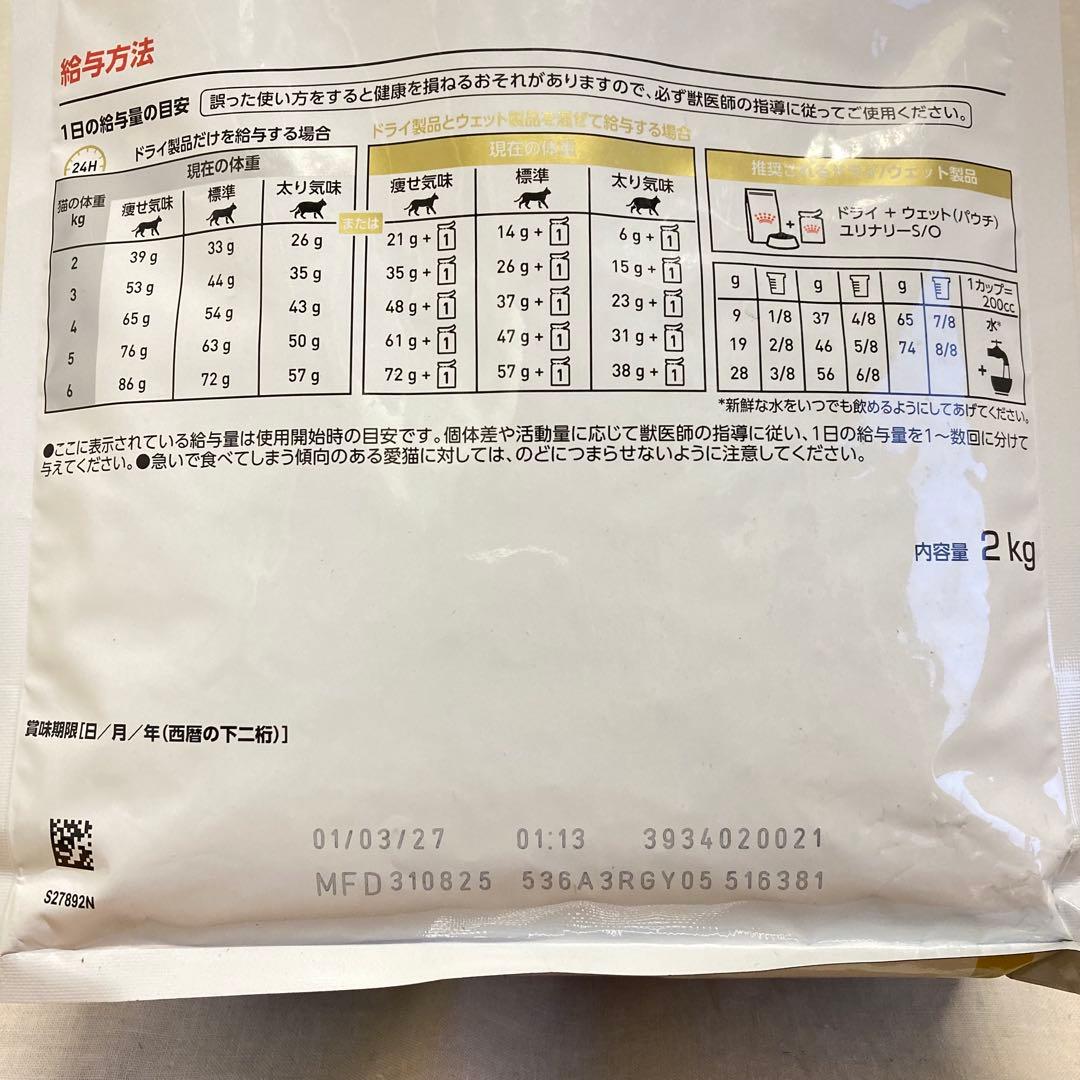 給与方法
1日の給与量の目安 誤った使い方をすると健康を損ねるおそれがありますので、必ず獣医師の指導に従ってご使用ください。
24H
ドライ製品だけを給与する場合
現在の体重
猫の体重 kg 痩せ気味 標準 太り気味
2 39 g 33 g 26 g
3 53 g 44 g 35 g
4 65 g 54 g 43 g
5 76 g 63 g 50 g
6 86 g 72 g 57 g
または
ドライ製品とウェット製品を混ぜて給与する場合
現在の体重
痩せ気味 標準 太り気味
21 g + 1 14 g + 1 6 g + 1
35 g + 1 26 g + 1 15 g + 1
48 g + 1 37 g + 1 23 g + 1
61 g + 1 47 g + 1 31 g + 1
72 g + 1 57 g + 1 38 g + 1
推奨される ウェット製品
+
ドライ + ウェット(パウチ)
ユリナリーS/O
g g g 1カップ=
200cc
9 1/8 37 4/8 65 7/8 水*
19 2/8 46 5/8 74 8/8
28 3/8 56 6/8 +
*新鮮な水をいつでも飲めるようにしてあげてください。
●ここに表示されている給与量は使用開始時の目安です。個体差や活動量に応じて獣医師の指導に従い、1日の給与量を1～数回に分けて
与えてください。●急いで食べてしまう傾向のある愛猫に対しては、のどにつまらせないように注意してください。
内容量 2 kg
賞味期限[日/月/年(西暦の下二桁)]
01/03/27 01:13 3934020021
MFD310825 536A3RGY05 516381
S27892N